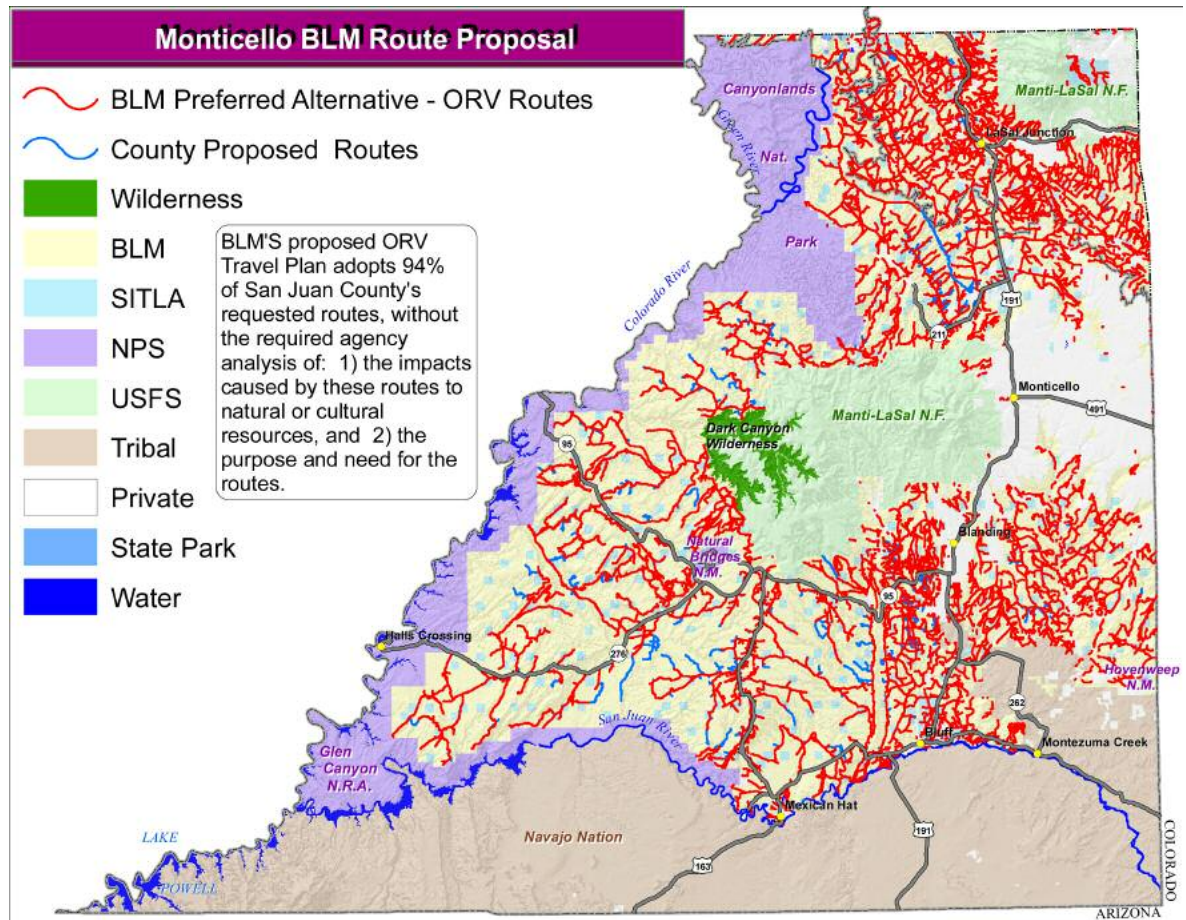 Monticello BLM Route Proposal
BLM Preferred Alternative - ORV Routes
County Proposed Routes
Wilderness
BLM
SITLA
NPS
USFS
Tribal
Private
State Park
Water
BLM'S proposed ORV
Travel Plan adopts 94%
of San Juan County's
requested routes, without
the required agency
analysis of: 1) the impacts
caused by these routes to
natural or cultural
resources, and 2) the
purpose and need for the
routes.
Canyonlands
Green River
Nat.
Park
Manti-LaSal N.F.
LaSal Junction
Colorado River
191
211
Monticello
491
Manti-LaSal N.F.
Dark Canyon
Wilderness
95
Natural
Bridges
N.M.
Blanding
95
Halls Crossing
276
Hovenweep
N.M.
262
San Juan River
Bluff
Montezuma Creek
Glen
Canyon
N.R.A.
Mexican Hat
Navajo Nation
191
163
LAKE
POWELL
COLORADO
ARIZONA